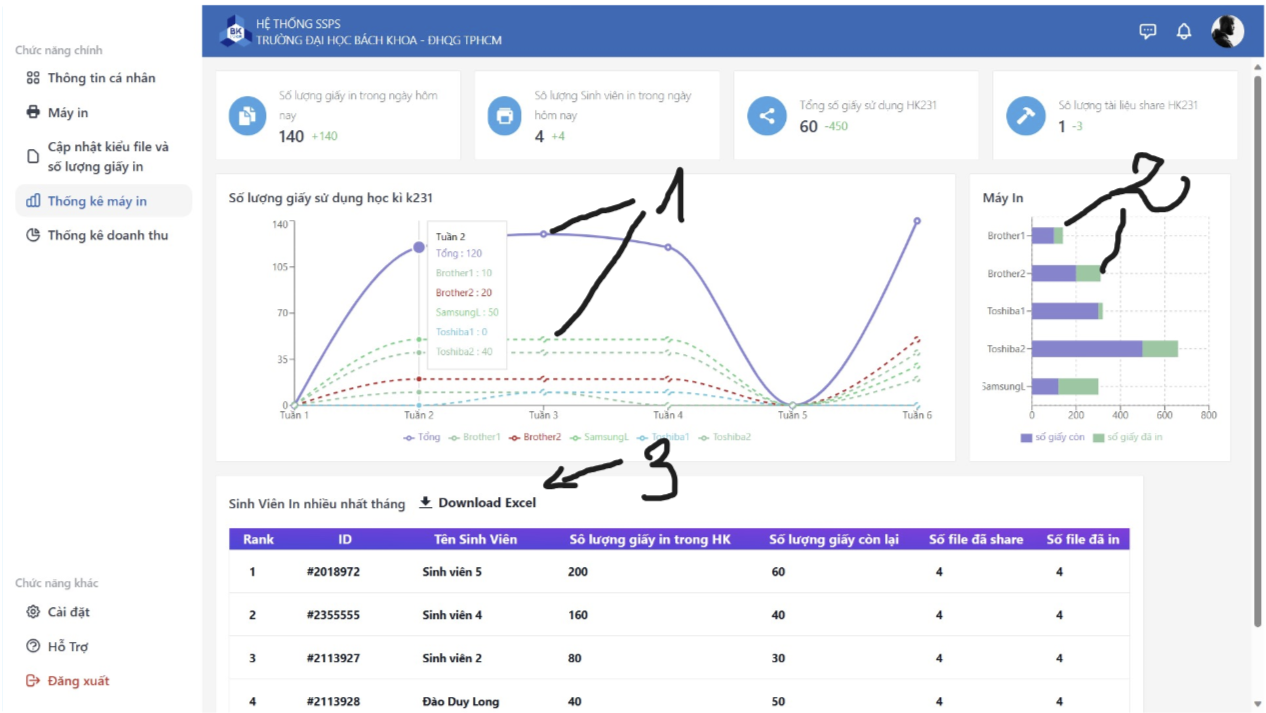 HỆ THỐNG SSPS
TRƯỜNG ĐẠI HỌC BÁCH KHOA - ĐHQG TPHCM
BK
Chức năng chính
Thông tin cá nhân
Máy in
Cập nhật kiểu file và
số lượng giấy in
Thống kê máy in
Thống kê doanh thu
Chức năng khác
Cài đặt
Hỗ Trợ
Đăng xuất
Số lượng giấy in trong ngày hôm
nay
140 +140
Số lượng Sinh viên in trong ngày
hôm nay
4 +4
Tổng số giấy sử dụng HK231
60 -450
Số lượng tài liệu share HK231
1 -3
Số lượng giấy sử dụng học kì k231
1
140
105
70
35
0
Tuần 2
Tổng : 120
Brother1 : 10
Brother2 : 20
SamsungL : 50
Toshiba1 : 0
Toshiba2 : 40
Tuần 1 Tuần 2 Tuần 3 Tuần 4 Tuần 5 Tuần 6
Tổng Brother1 Brother2 SamsungL Toshiba1 Toshiba2
Máy In
2
Brother1
Brother2
Toshiba1
Toshiba2
SamsungL
0 200 400 600 800
số giấy còn số giấy đã in
3
Sinh Viên In nhiều nhất tháng Download Excel
Rank ID Tên Sinh Viên Số lượng giấy in trong HK Số lượng giấy còn lại Số file đã share Số file đã in
1 #2018972 Sinh viên 5 200 60 4 4
2 #2355555 Sinh viên 4 160 40 4 4
3 #2113927 Sinh viên 2 80 30 4 4
4 #2113928 Đào Duy Long 40 50 4 4